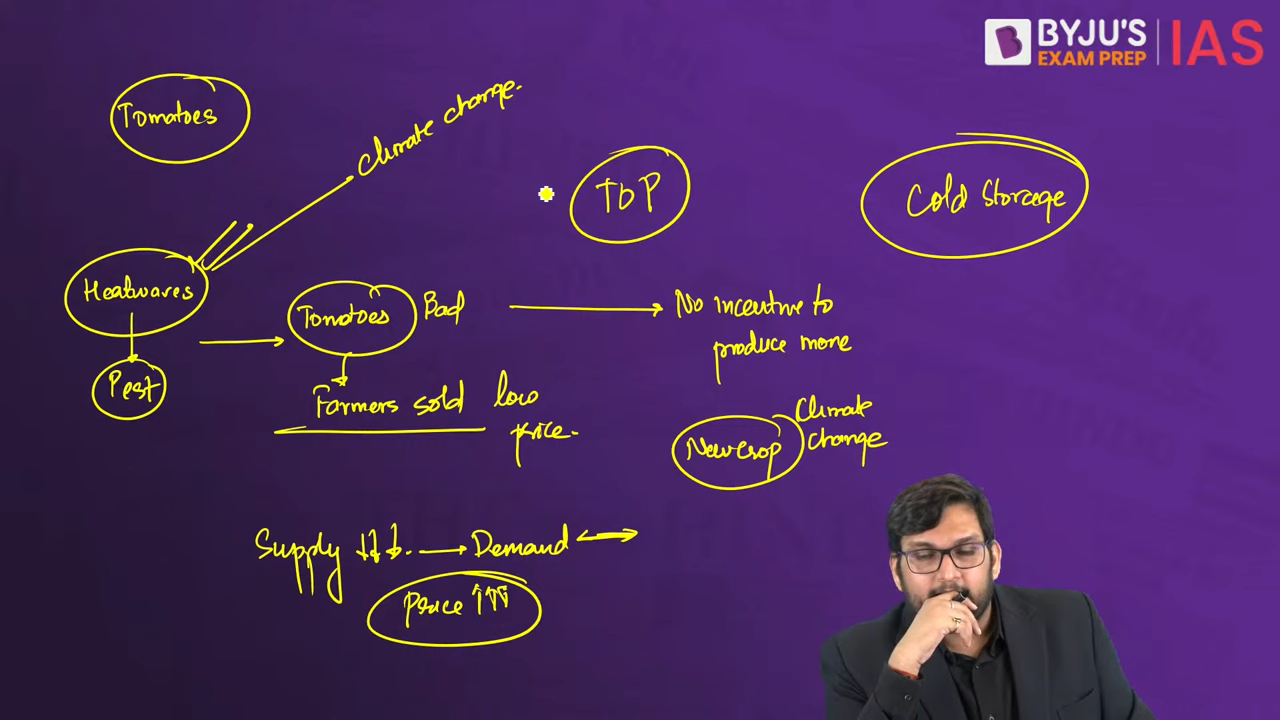 BYJU'S
EXAM PREP
IAS
Tomatoes
Climate change.
TOP
Cold Storage
Heatwaves
Pest
Tomatoes Bad
No incentive to
produce more
Farmers sold low
price.
New crop
Climate
change
Supply ↓↓↓. → Demand ↔
Price ↑↑↑